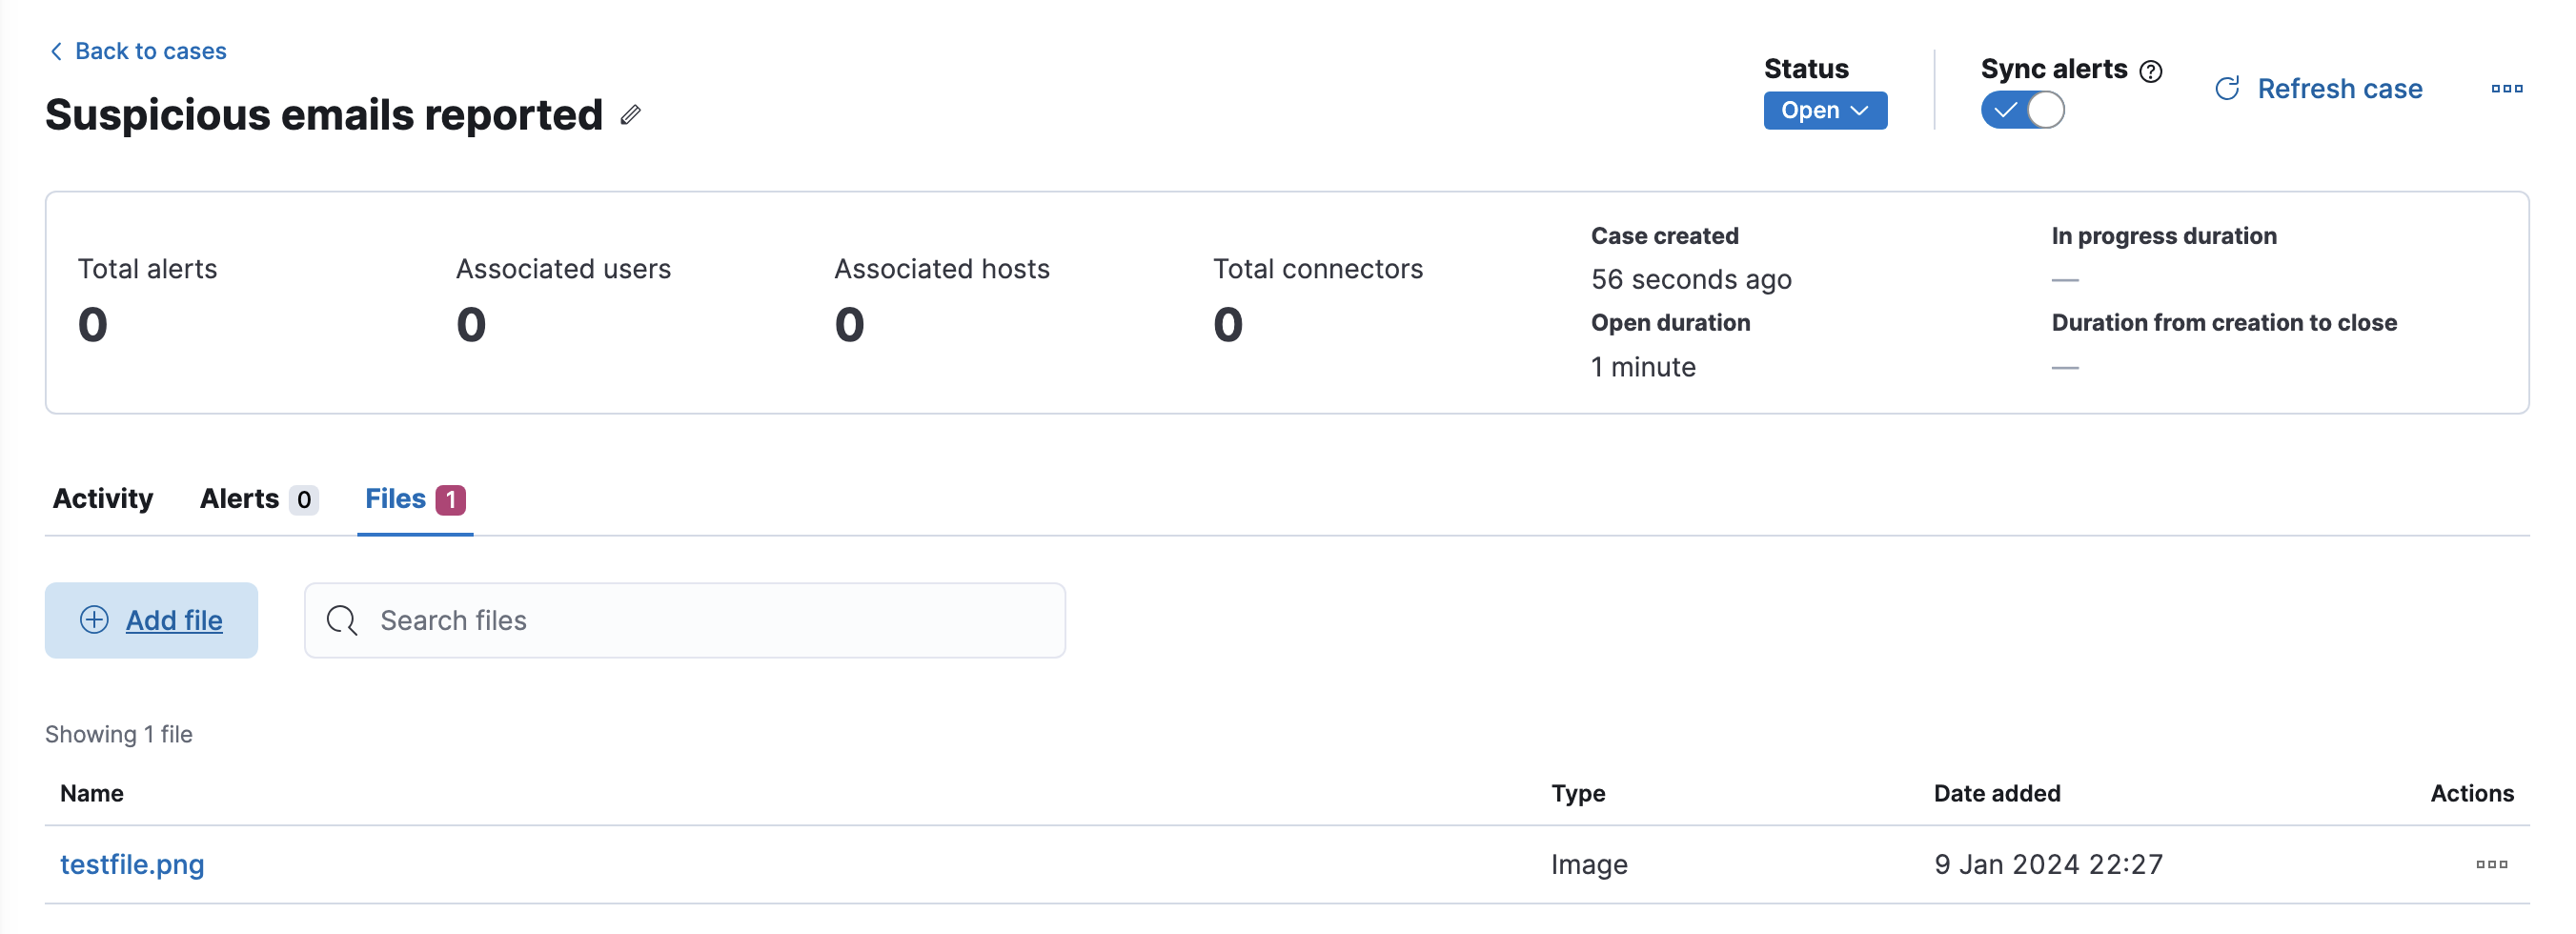 Back to cases
Suspicious emails reported
Status
Open
Sync alerts
Refresh case
Total alerts
0
Associated users
0
Associated hosts
0
Total connectors
0
Case created
56 seconds ago
Open duration
1 minute
In progress duration
—
Duration from creation to close
—
Activity Alerts 0 Files 1
Add file Search files
Showing 1 file
Name Type Date added Actions
testfile.png Image 9 Jan 2024 22:27